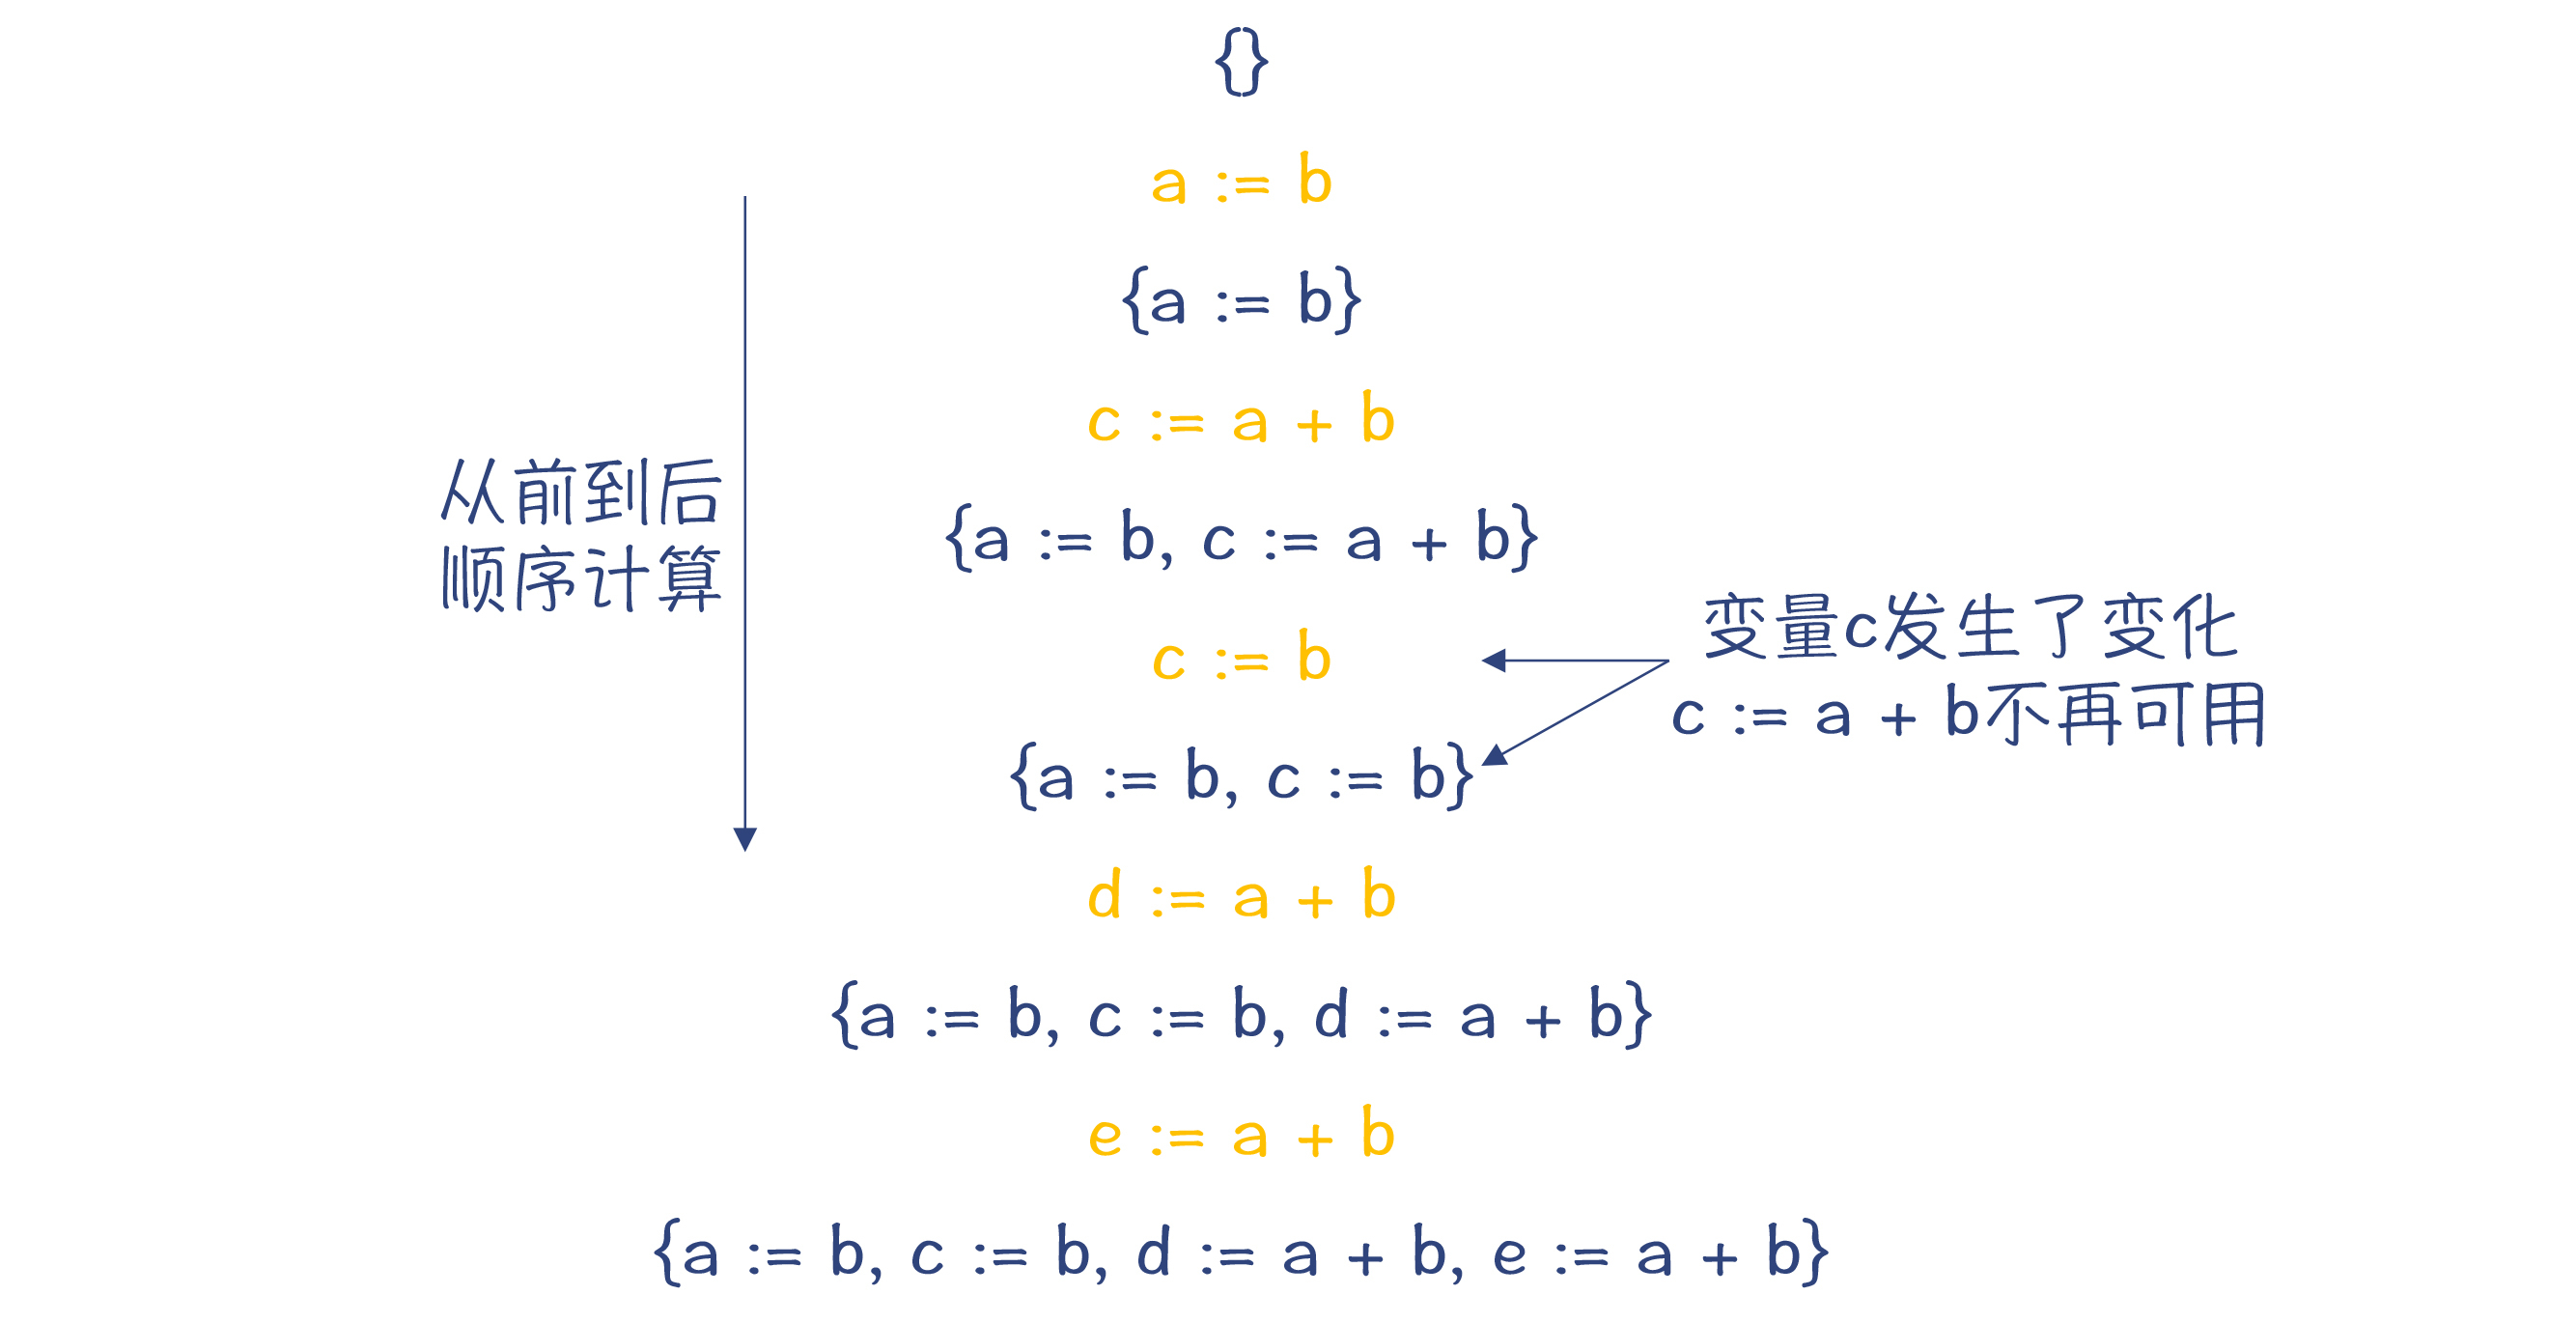 {}
a := b
{a := b}
c := a + b
从前到后
顺序计算
{a := b, c := a + b}
变量c发生了变化
c := a + b不再可用
c := b
{a := b, c := b}
d := a + b
{a := b, c := b, d := a + b}
e := a + b
{a := b, c := b, d := a + b, e := a + b}